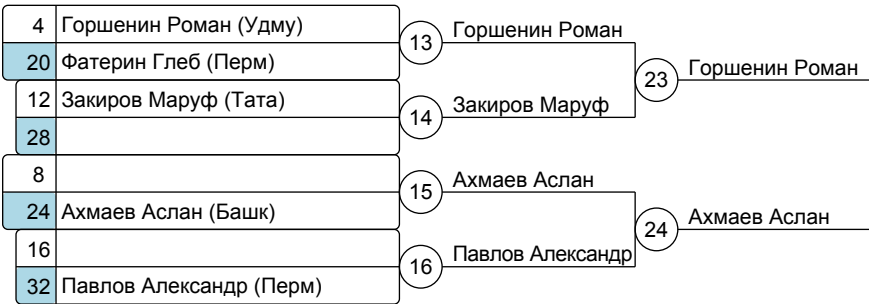 4 Горшенин Роман (Удму)
20 Фатерин Глеб (Перм)
13 Горшенин Роман
12 Закиров Маруф (Тата)
28
14 Закиров Маруф
23 Горшенин Роман
8
24 Ахмаев Аслан (Башк)
15 Ахмаев Аслан
16
32 Павлов Александр (Перм)
16 Павлов Александр
24 Ахмаев Аслан